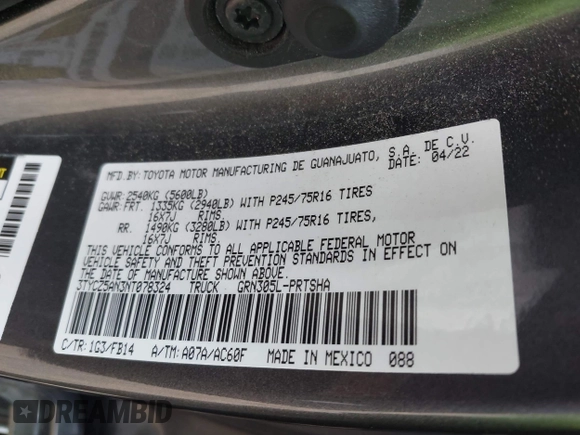 MFD.BY: TOYOTA MOTOR MANUFACTURING DE GUANAJUATO, S.A. DE C.V.
DATE: 04/22
GVWR: 2540KG (5600LB)
GAWR: FRT. 1335KG (2940LB) WITH P245/75R16 TIRES
16X7J RIMS,
RR. 1490KG (3280LB) WITH P245/75R16 TIRES,
16X7J RIMS.
THIS VEHICLE CONFORMS TO ALL APPLICABLE FEDERAL MOTOR
VEHICLE SAFETY AND THEFT PREVENTION STANDARDS IN EFFECT ON
THE DATE OF MANUFACTURE SHOWN ABOVE.
3TYCZ5AN3NT078324 TRUCK GRN305L-PRTSHA
C/TR: 1G3/FB14 A/TM: A07A/AC60F MADE IN MEXICO 088
DREAMBID